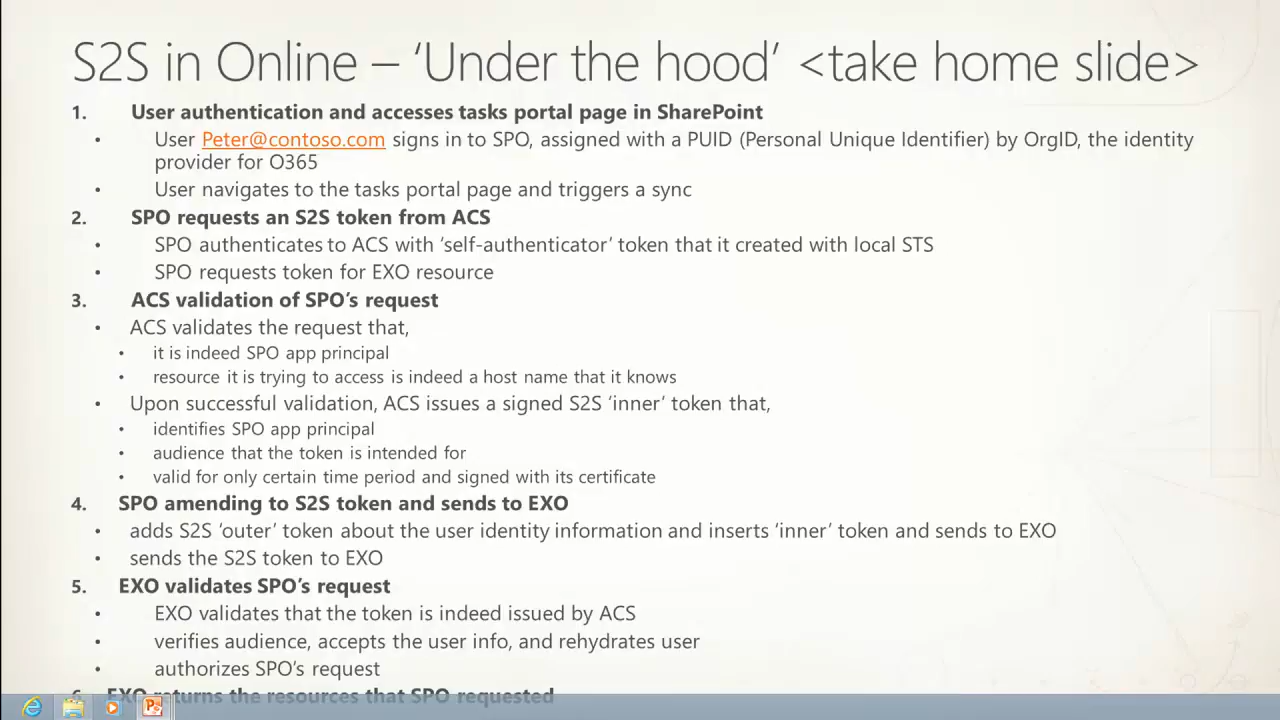 S2S in Online – ‘Under the hood’ <take home slide>
1. User authentication and accesses tasks portal page in SharePoint
• User Peter@contoso.com signs in to SPO, assigned with a PUID (Personal Unique Identifier) by OrgID, the identity
provider for O365
• User navigates to the tasks portal page and triggers a sync
2. SPO requests an S2S token from ACS
• SPO authenticates to ACS with ‘self-authenticator’ token that it created with local STS
• SPO requests token for EXO resource
3. ACS validation of SPO’s request
• ACS validates the request that,
• it is indeed SPO app principal
• resource it is trying to access is indeed a host name that it knows
• Upon successful validation, ACS issues a signed S2S ‘inner’ token that,
• identifies SPO app principal
• audience that the token is intended for
• valid for only certain time period and signed with its certificate
4. SPO amending to S2S token and sends to EXO
• adds S2S ‘outer’ token about the user identity information and inserts ‘inner’ token and sends to EXO
• sends the S2S token to EXO
5. EXO validates SPO’s request
• EXO validates that the token is indeed issued by ACS
• verifies audience, accepts the user info, and rehydrates user
• authorizes SPO’s request
6. EXO returns the resources that SPO requested